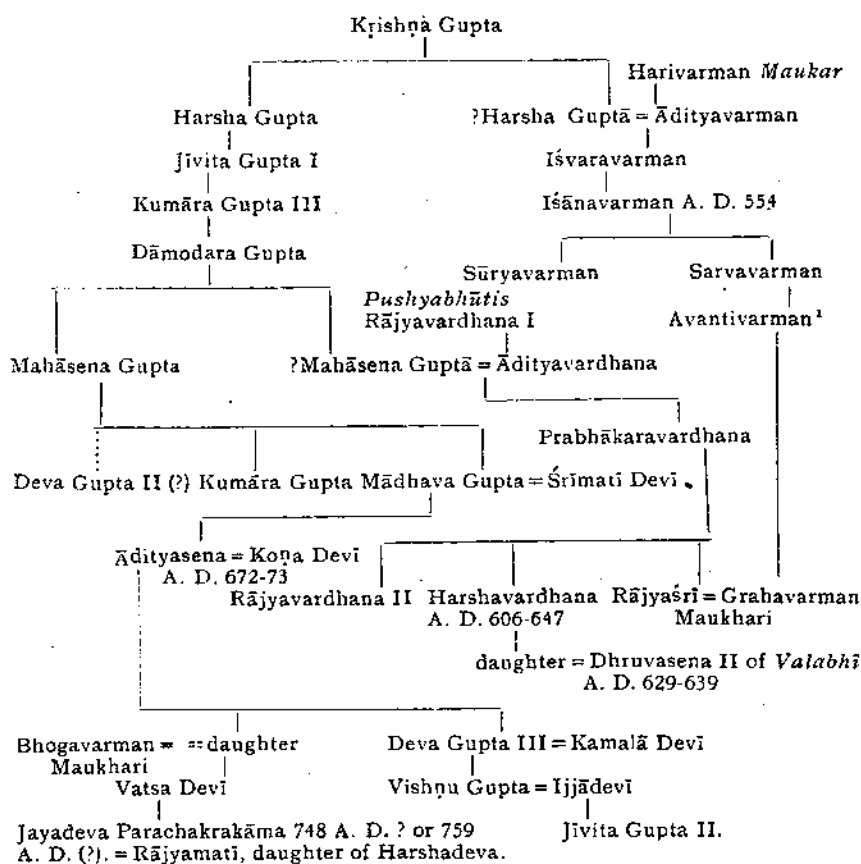 Kṛishṇà Gupta
Harivarman Maukar
Harsha Gupta
?Harsha Guptā = Ādityavarman
Jīvita Gupta I
Iśvaravarman
Kumāra Gupta III
Iśānavarman A. D. 554
Dāmodara Gupta
Sūryavarman Sarvavarman
Pushyabhūtis
Rājyavardhana I
Avantivarman¹
Mahāsena Gupta
?Mahāsena Guptā = Ādityavardhana
Prabhākaravardhana
Deva Gupta II (?) Kumāra Gupta Mādhava Gupta = Śrīmatī Devī
Ādityasena = Koṇa Devī
A. D. 672-73
Rājyavardhana II Harshavardhana Rājyaśrī = Grahavarman
A. D. 606-647 Maukhari
daughter = Dhruvasena II of Valabhī
A. D. 629-639
Bhogavarman = = daughter Deva Gupta III = Kamalā Devī
Maukhari
Vatsa Devī Vishṇu Gupta = Ijjādevī
Jayadeva Parachakrakāma 748 A. D. ? or 759 Jīvita Gupta II.
A. D. (?). = Rājyamatī, daughter of Harshadeva.